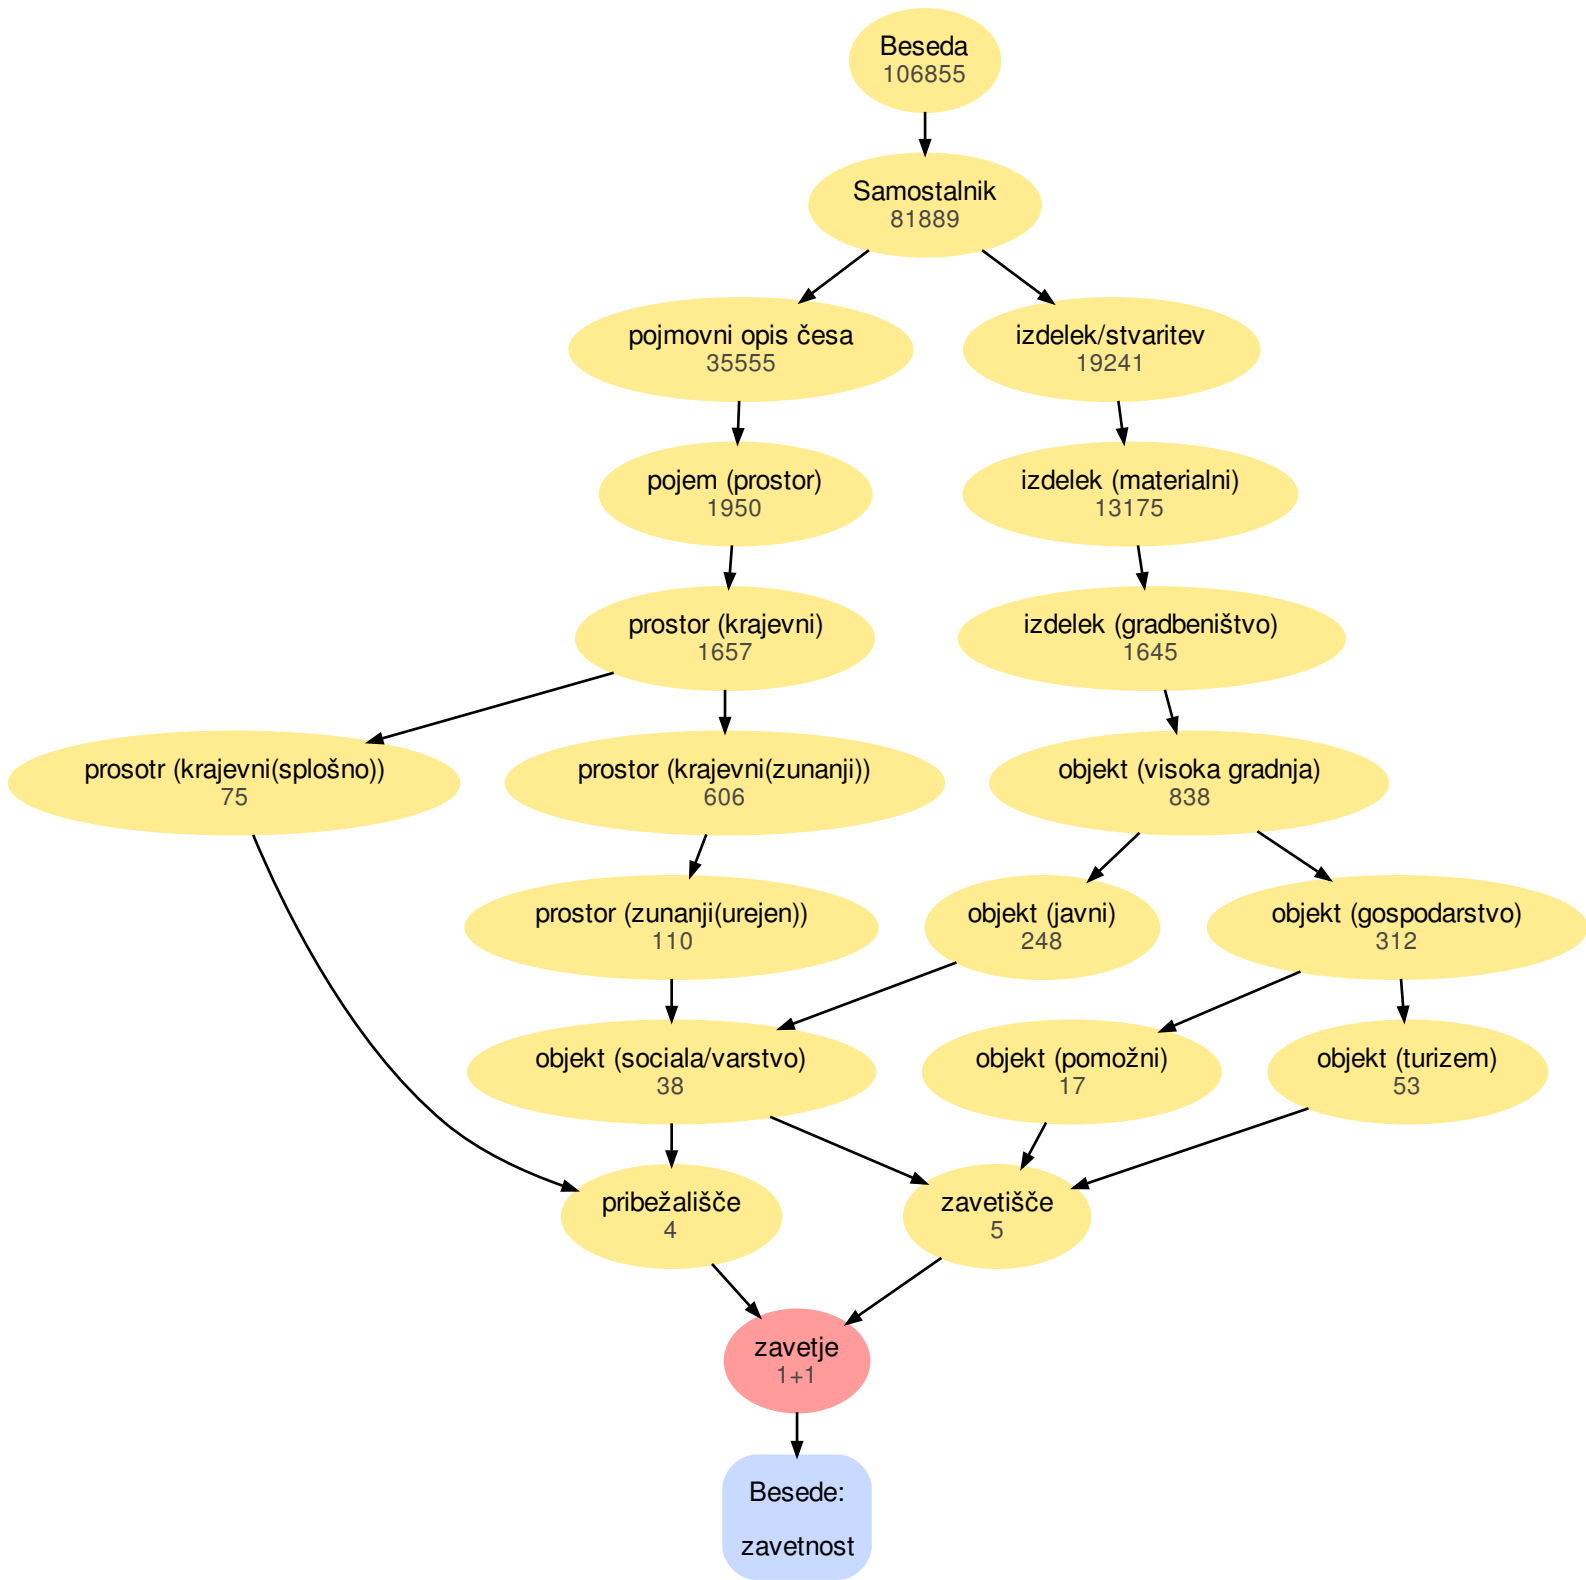 Beseda
106855
Samostalnik
81889
pojmovni opis česa
35555
izdelek/stvaritev
19241
pojem (prostor)
1950
izdelek (materialni)
13175
prostor (krajevni)
1657
izdelek (gradbeništvo)
1645
prosotr (krajevni(splošno))
75
prostor (krajevni(zunanji))
606
objekt (visoka gradnja)
838
prostor (zunanji(urejen))
110
objekt (javni)
248
objekt (gospodarstvo)
312
objekt (sociala/varstvo)
38
objekt (pomožni)
17
objekt (turizem)
53
pribežališče
4
zavetišče
5
zavetje
1+1
Besede:
zavetnost